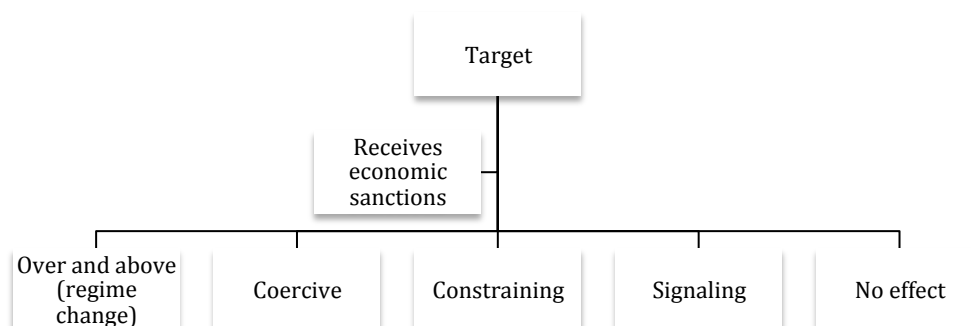 Target
Receives
economic
sanctions
Over and above
(regime
change)
Coercive
Constraining
Signaling
No effect